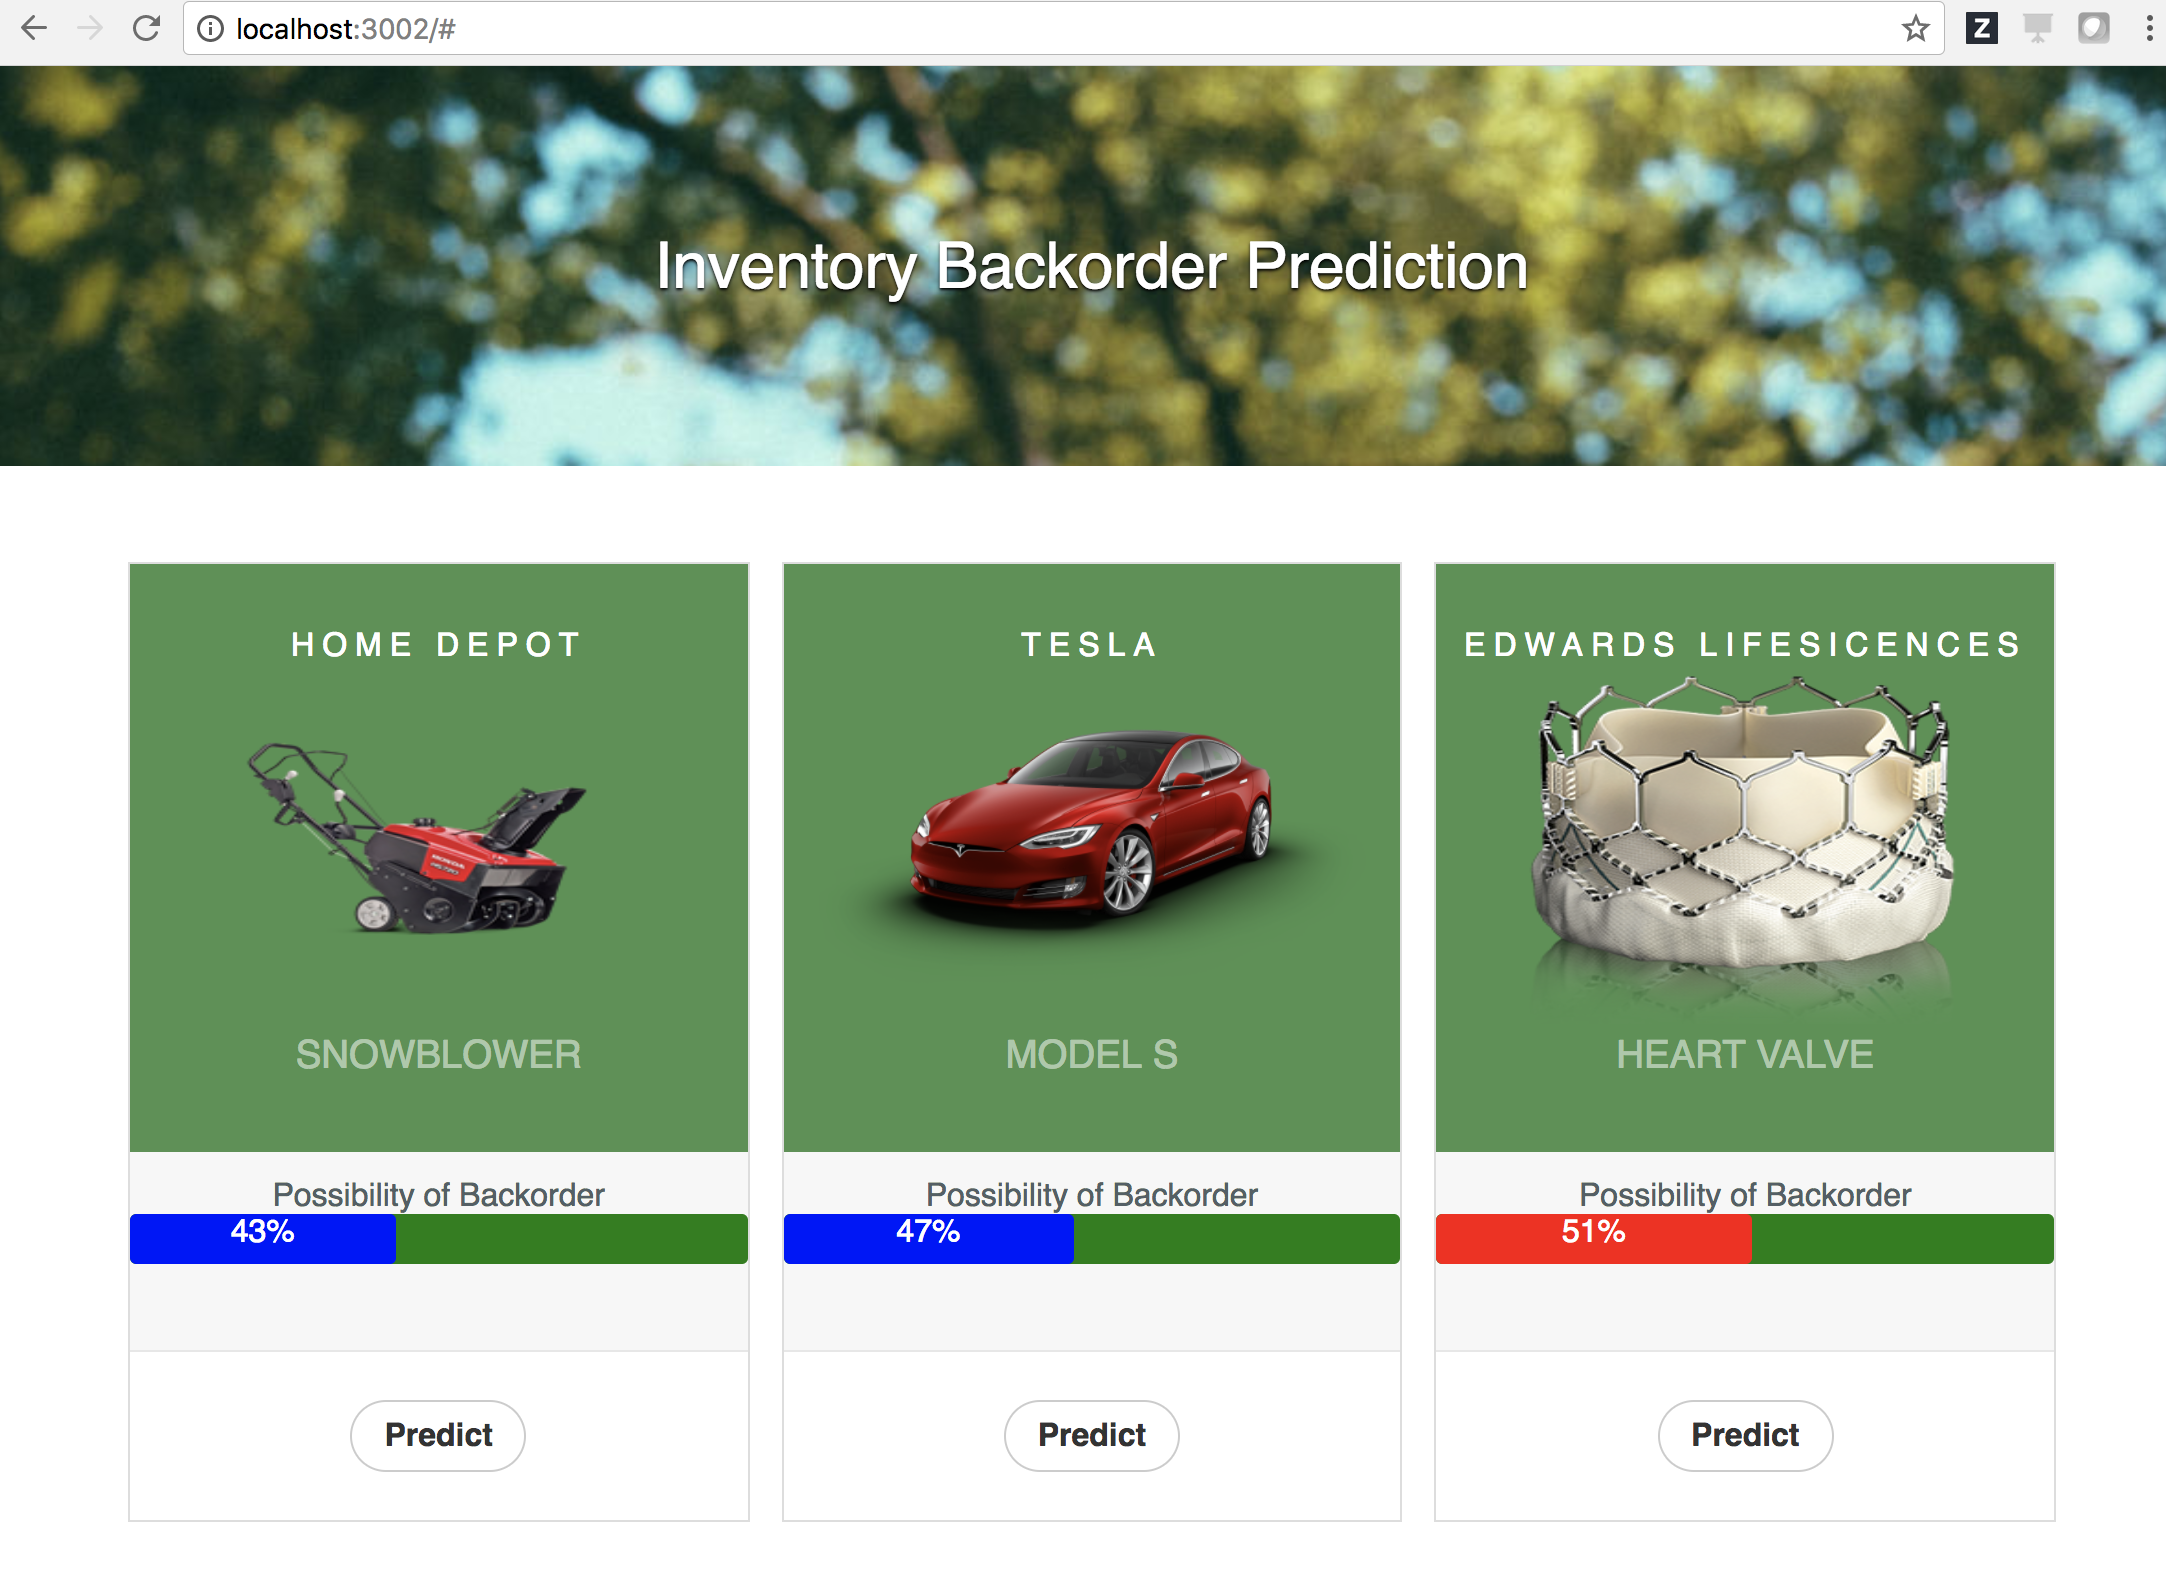 localhost:3002/#
Z
Inventory Backorder Prediction
HOME DEPOT
HONDA
SNOWBLOWER
Possibility of Backorder
43%
Predict
TESLA
MODEL S
Possibility of Backorder
47%
Predict
EDWARDS LIFESICENCES
HEART VALVE
Possibility of Backorder
51%
Predict